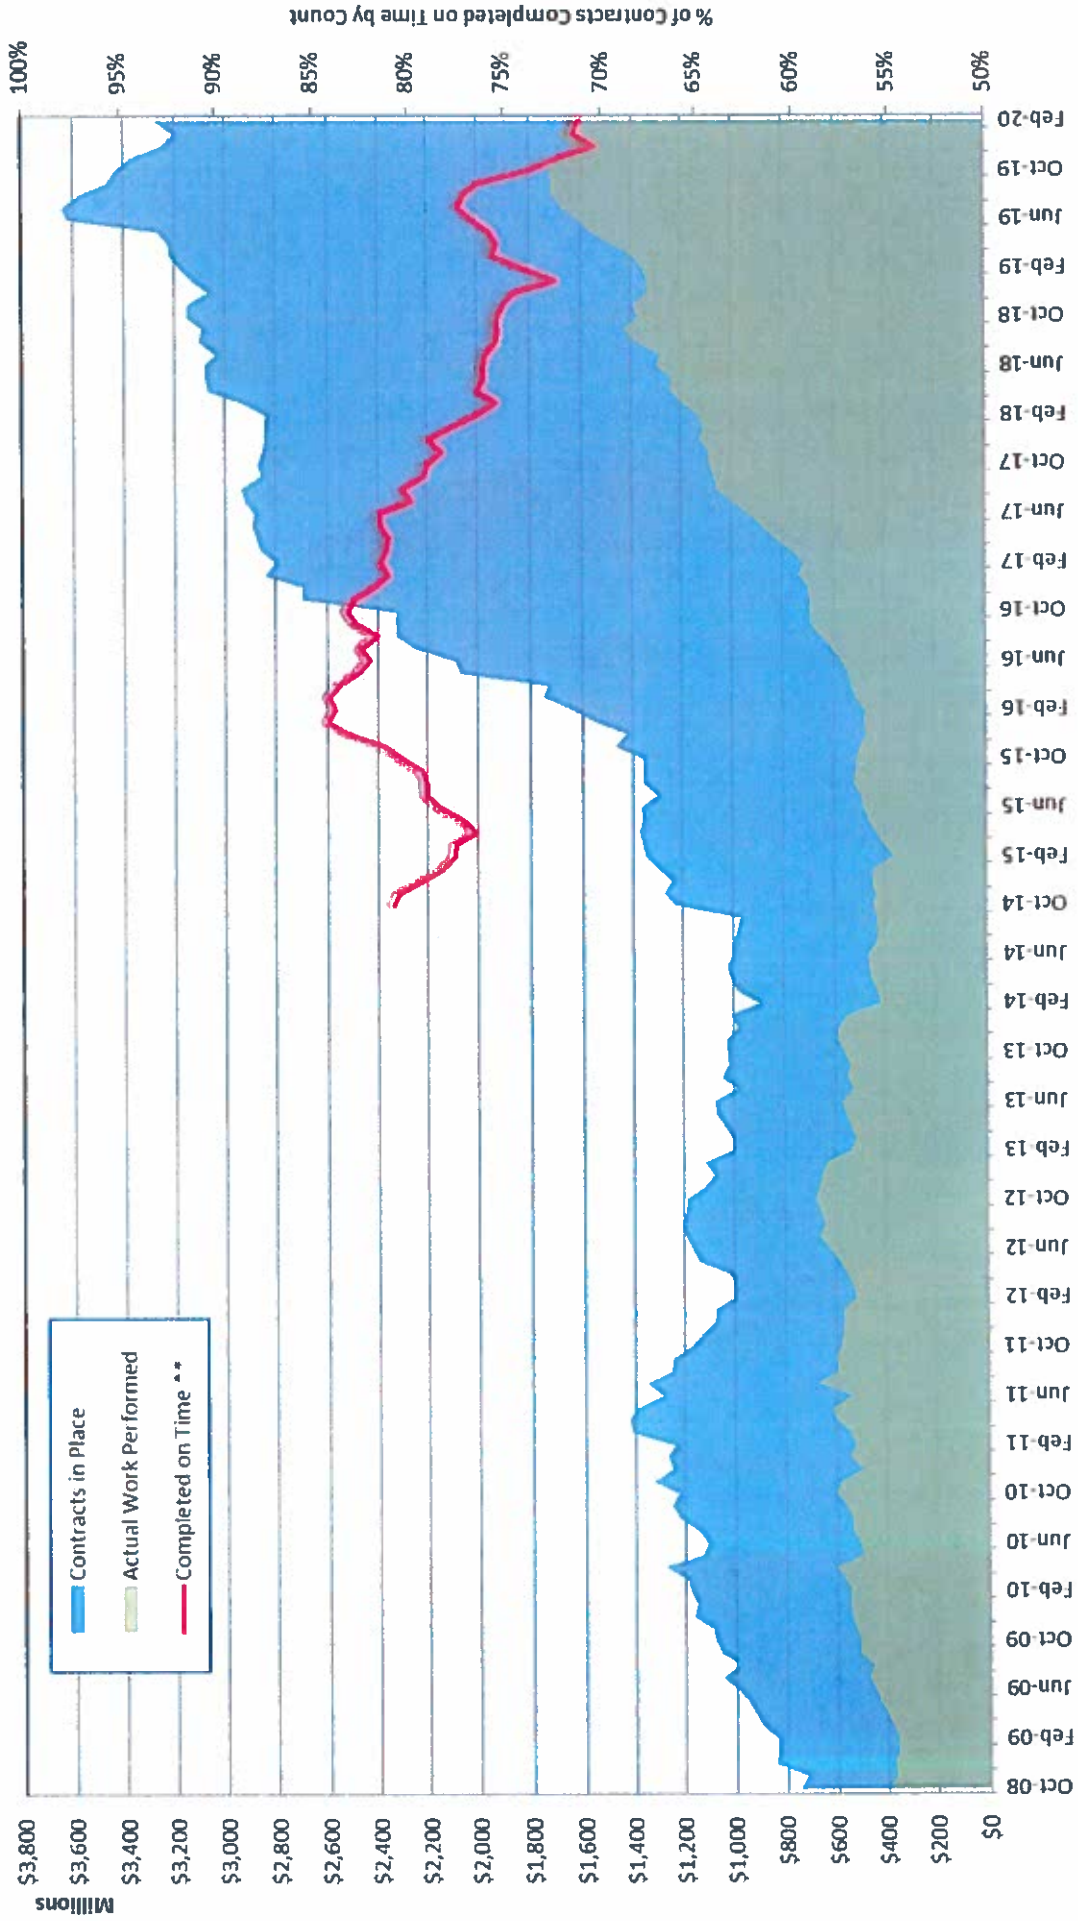 Millions
$3,800
$3,600
$3,400
$3,200
$3,000
$2,800
$2,600
$2,400
$2,200
$2,000
$1,800
$1,600
$1,400
$1,200
$1,000
$800
$600
$400
$200
$0
Contracts in Place
Actual Work Performed
Completed on Time **
Oct-08
Feb-09
Jun-09
Oct-09
Feb-10
Jun-10
Oct-10
Feb-11
Jun-11
Oct-11
Feb-12
Jun-12
Oct-12
Feb-13
Jun-13
Oct-13
Feb-14
Jun-14
Oct-14
Feb-15
Jun-15
Oct-15
Feb-16
Jun-16
Oct-16
Feb-17
Jun-17
Oct-17
Feb-18
Jun-18
Oct-18
Feb-19
Jun-19
Oct-19
Feb-20
100%
95%
90%
85%
80%
75%
70%
65%
60%
55%
50%
% of Contracts Completed on Time by Count